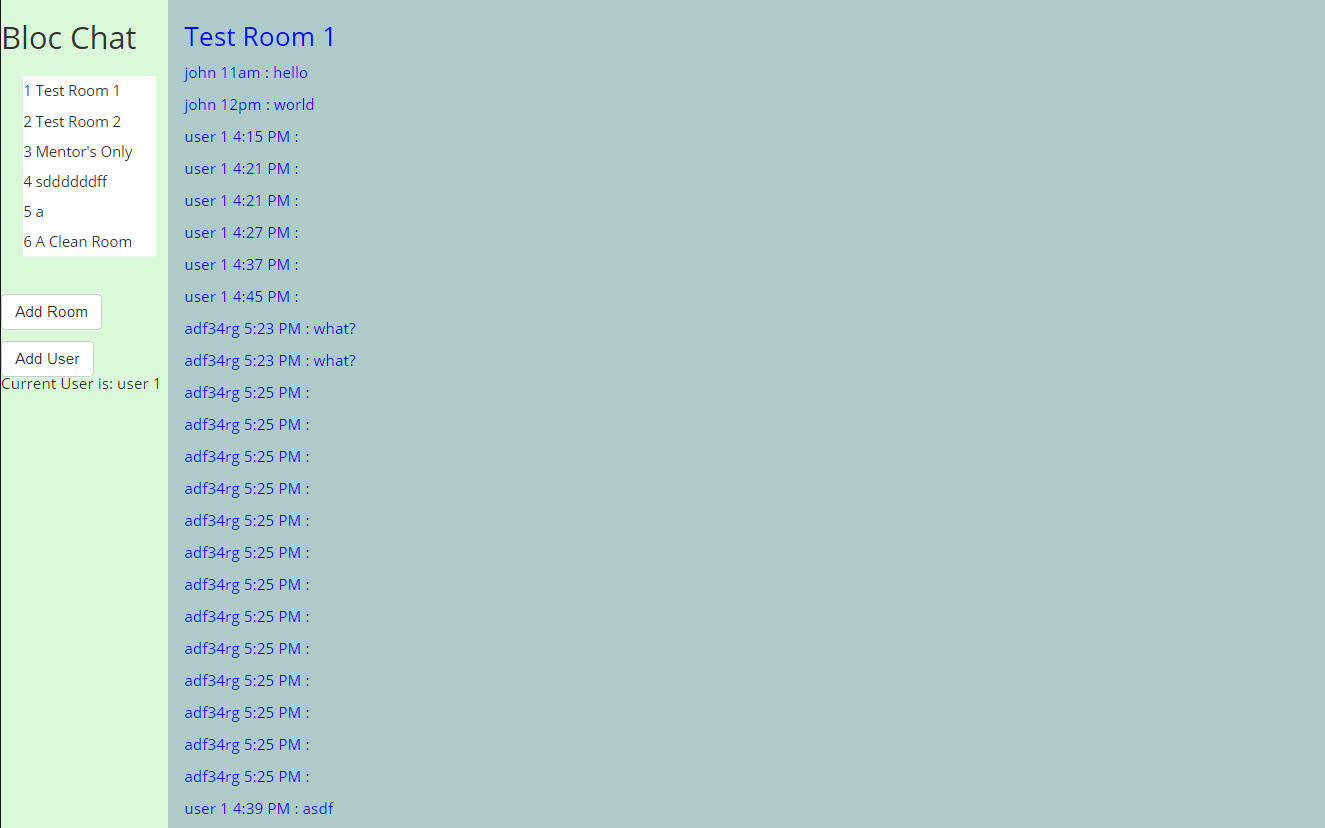 Bloc Chat
1 Test Room 1
2 Test Room 2
3 Mentor's Only
4 sddddddff
5 a
6 A Clean Room
Add Room
Add User
Current User is: user 1
Test Room 1
john 11am : hello
john 12pm : world
user 1 4:15 PM :
user 1 4:21 PM :
user 1 4:21 PM :
user 1 4:27 PM :
user 1 4:37 PM :
user 1 4:45 PM :
adf34rg 5:23 PM : what?
adf34rg 5:23 PM : what?
adf34rg 5:25 PM :
adf34rg 5:25 PM :
adf34rg 5:25 PM :
adf34rg 5:25 PM :
adf34rg 5:25 PM :
adf34rg 5:25 PM :
adf34rg 5:25 PM :
adf34rg 5:25 PM :
adf34rg 5:25 PM :
adf34rg 5:25 PM :
adf34rg 5:25 PM :
adf34rg 5:25 PM :
adf34rg 5:25 PM :
user 1 4:39 PM : asdf